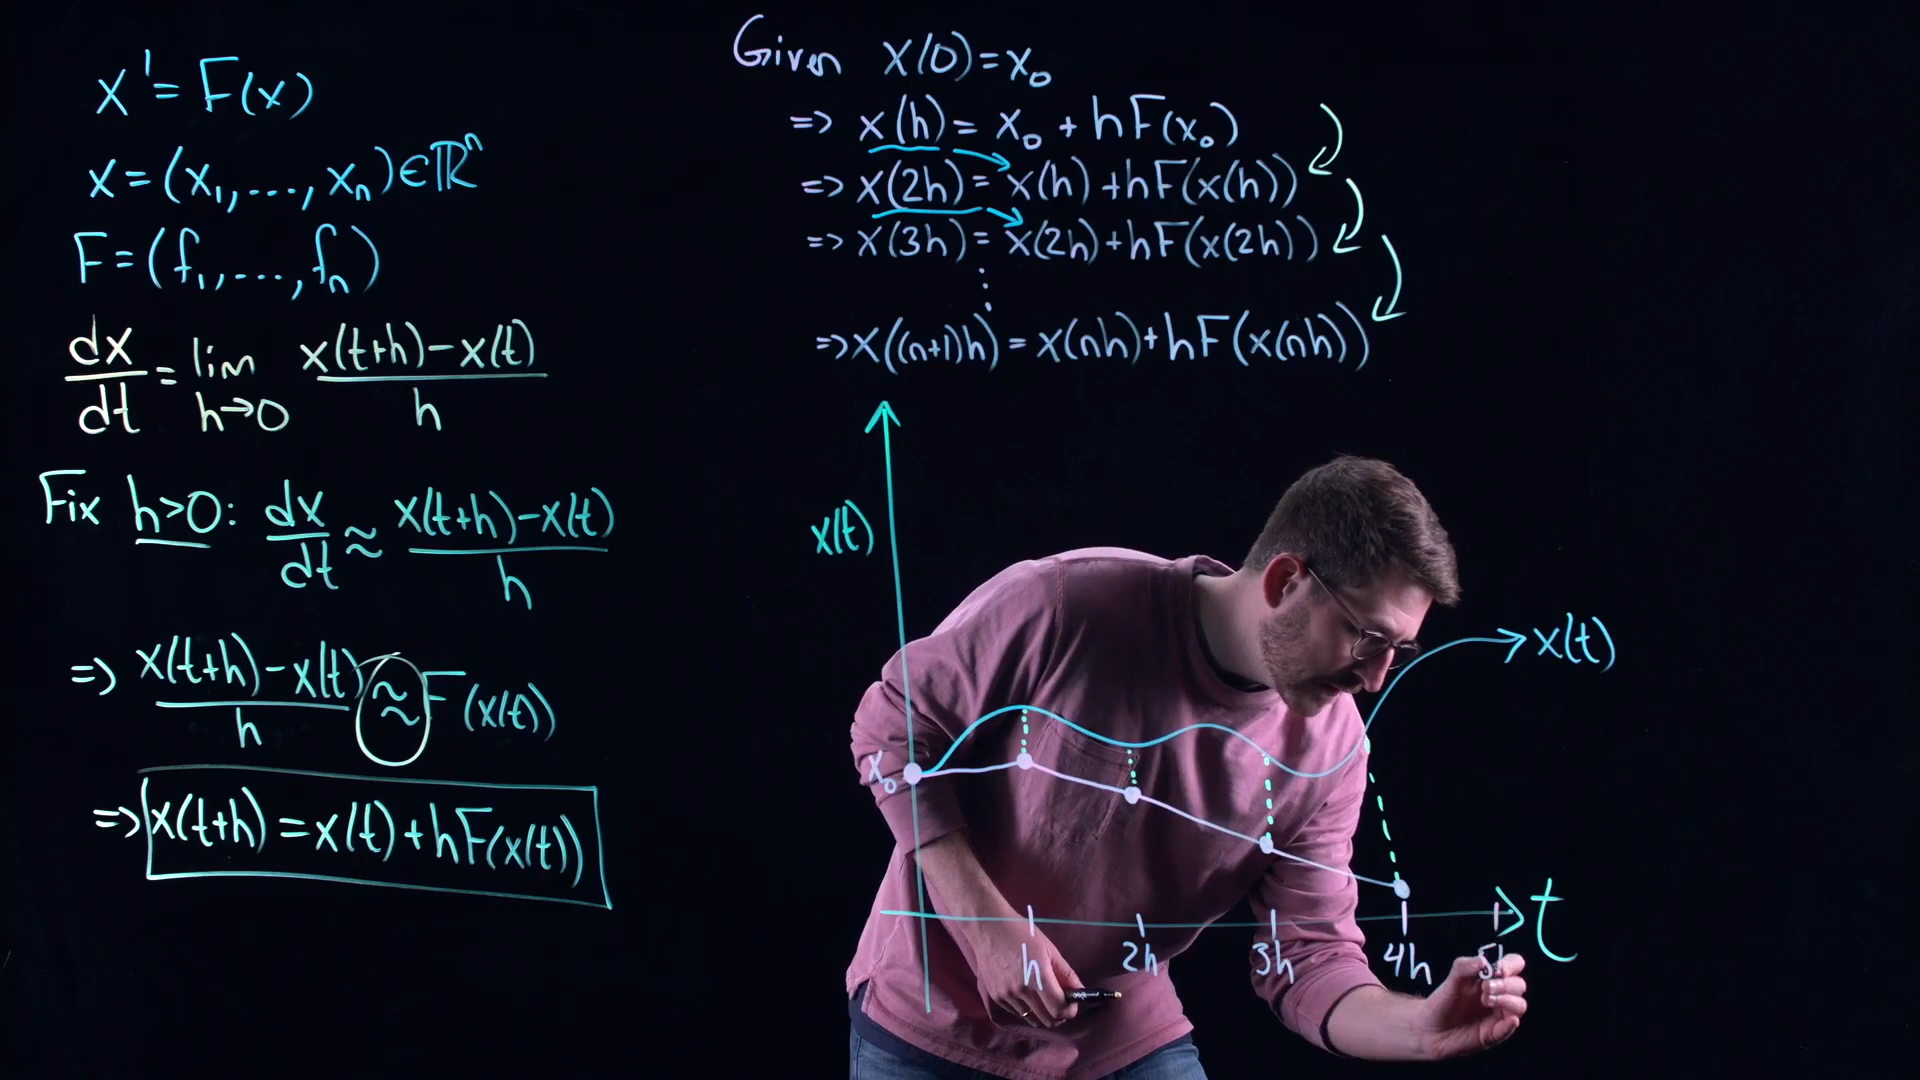 x' = F(x)
x = (x₁, ..., xₙ) ∈ ℝⁿ
F = (f₁, ..., fₙ)
dx/dt = lim h→0 x(t+h) - x(t) / h
Fix h>0: dx/dt ≈ x(t+h) - x(t) / h
=> x(t+h) - x(t) / h ≈ F(x(t))
=> x(t+h) = x(t) + hF(x(t))
Given x(0) = x₀
=> x(h) = x₀ + hF(x₀)
=> x(2h) = x(h) + hF(x(h))
=> x(3h) = x(2h) + hF(x(2h))
⋮
=> x((n+1)h) = x(nh) + hF(x(nh))
x(t)
x(t)
x₀
t
h 2h 3h 4h 5h